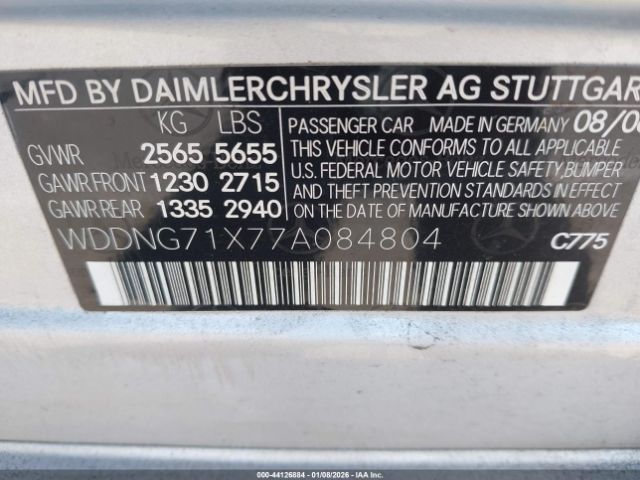 MFD BY DAIMLERCHRYSLER AG STUTTGAR
KG LBS
GVWR 2565 5655
GAWR FRONT 1230 2715
GAWR REAR 1335 2940
PASSENGER CAR MADE IN GERMANY 08/0
THIS VEHICLE CONFORMS TO ALL APPLICABLE
U.S. FEDERAL MOTOR VEHICLE SAFETY, BUMPER
AND THEFT PREVENTION STANDARDS IN EFFECT
ON THE DATE OF MANUFACTURE SHOWN ABOVE
WDDNG71X77A084804 C775
000-44126884 | 01/08/2026 | IAA Inc.